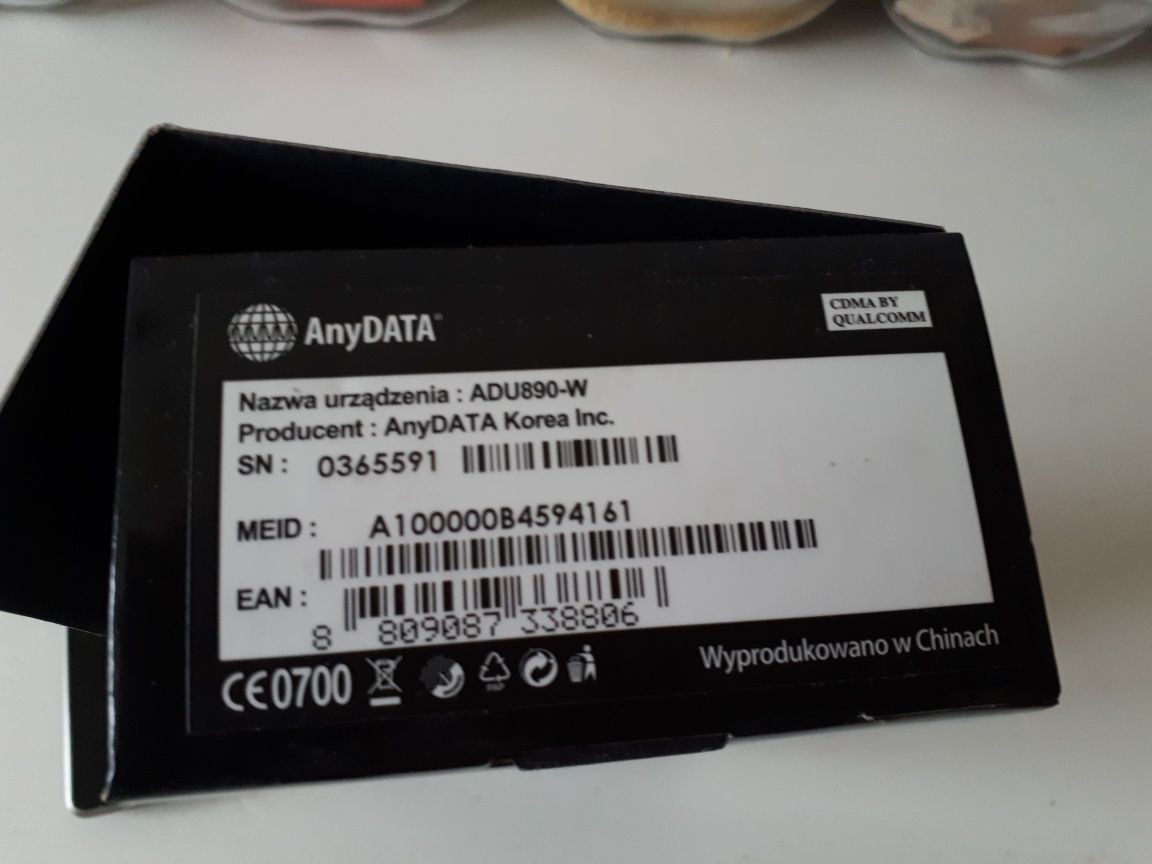 AnyDATA®
CDMA BY
QUALCOMM
Nazwa urządzenia : ADU890-W
Producent : AnyDATA Korea Inc.
SN : 0365591
MEID : A100000B4594161
EAN :
8 809087 338806
CE0700
PAP
Wyprodukowano w Chinach